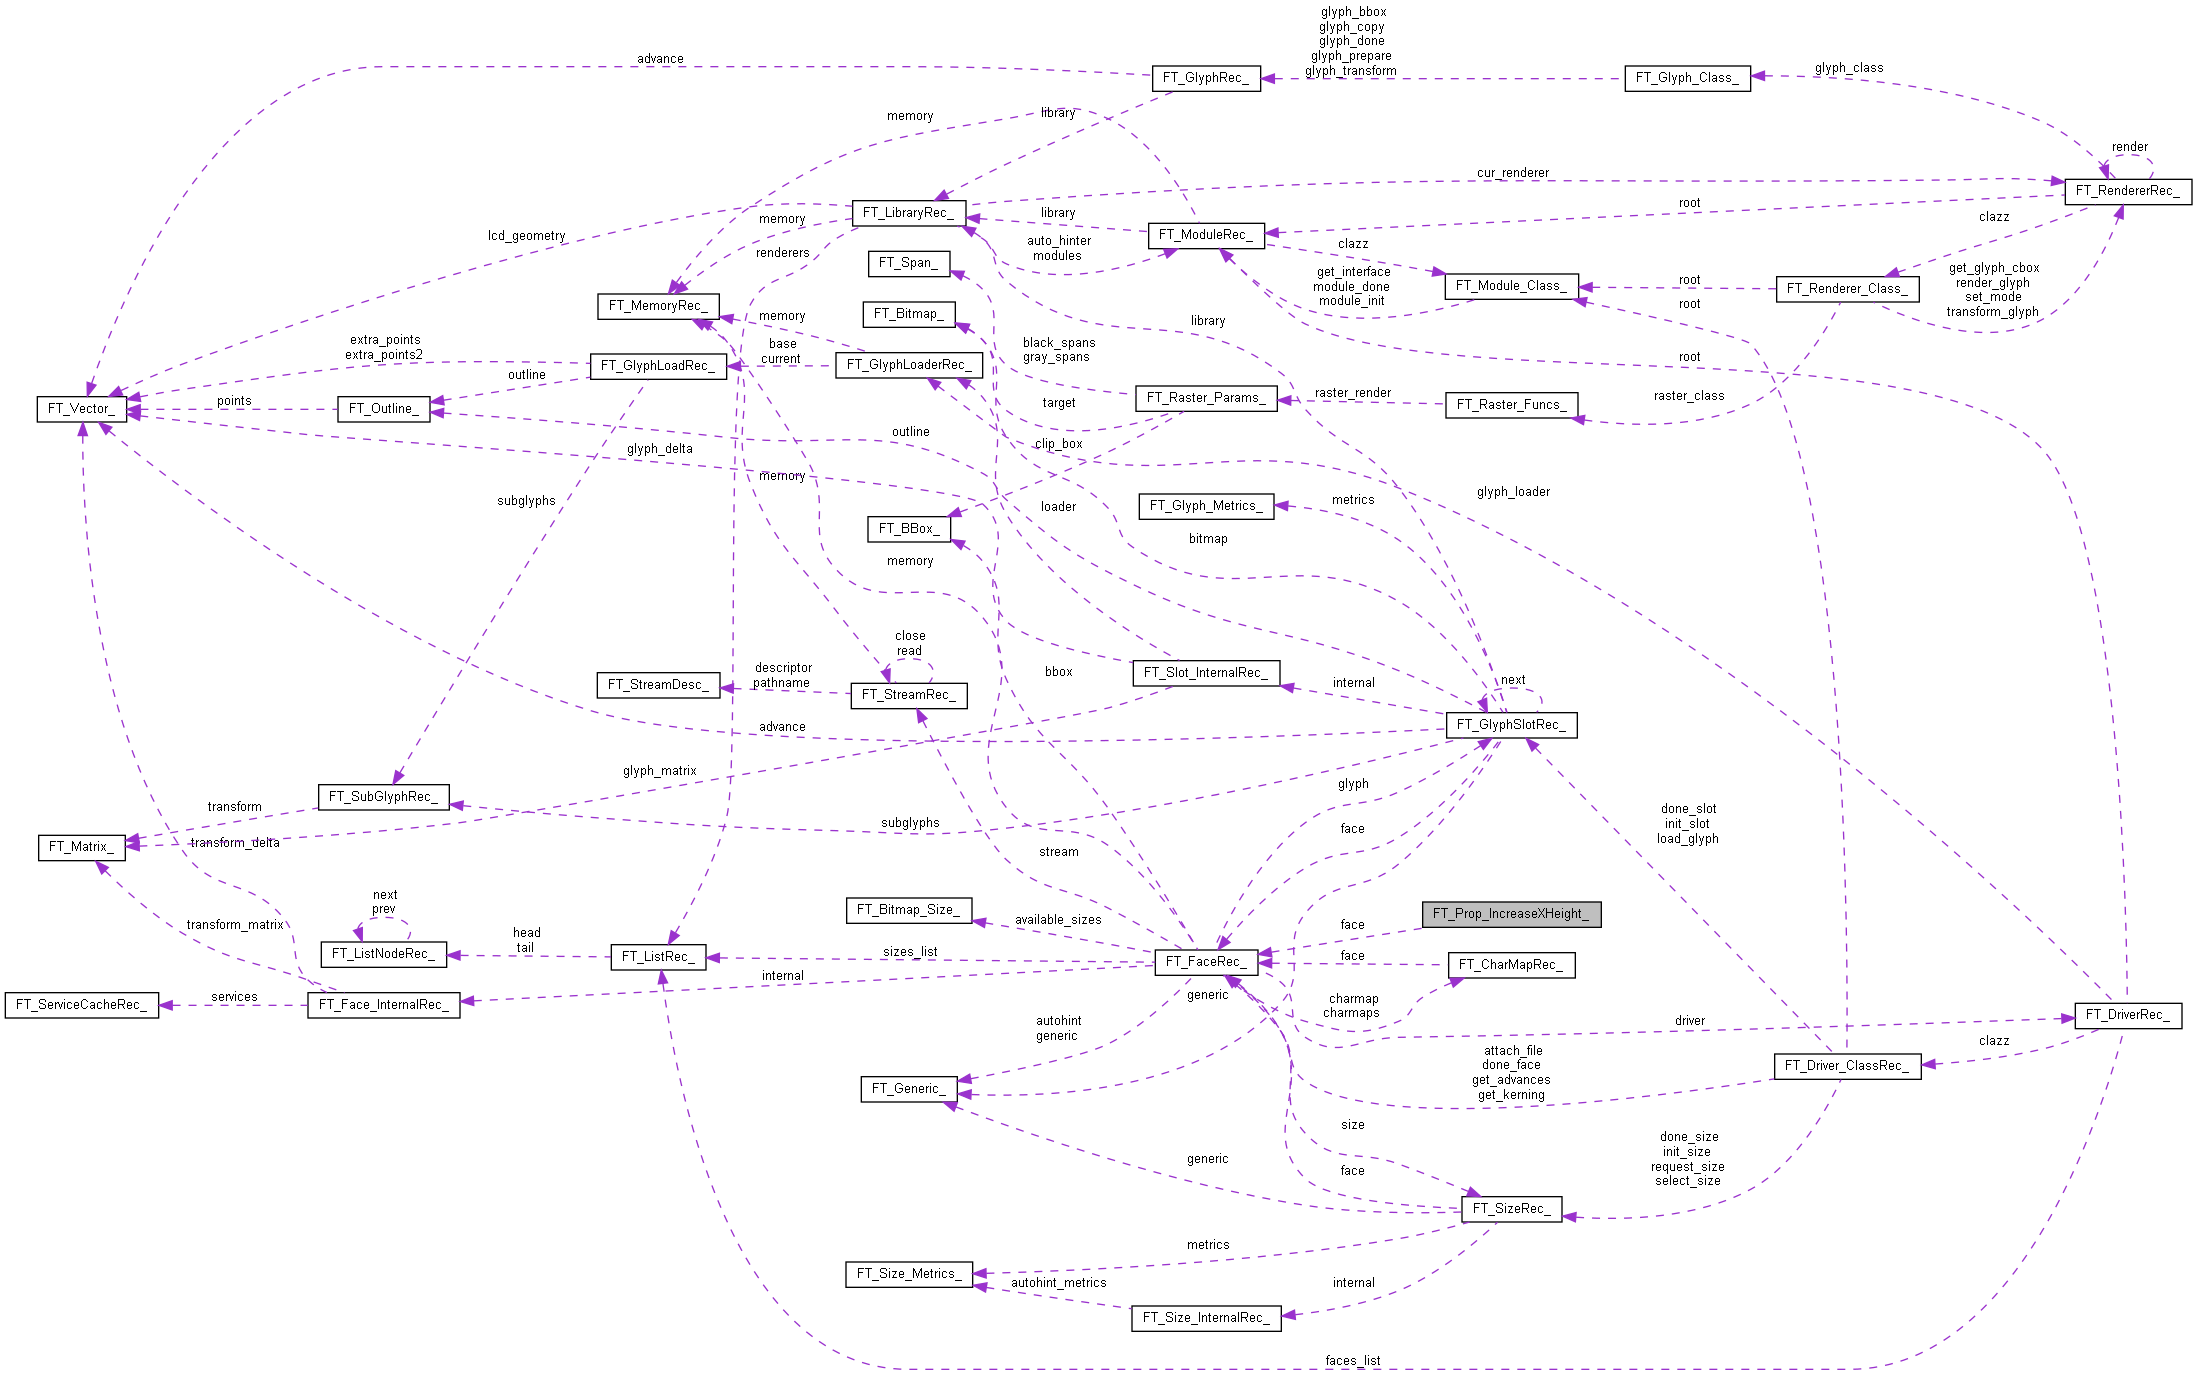 glyph_bbox
glyph_copy
glyph_done
glyph_prepare
glyph_transform
advance
FT_GlyphRec_
FT_Glyph_Class_
glyph_class
memory
library
render
cur_renderer
FT_RendererRec_
FT_LibraryRec_
memory
library
root
clazz
lcd_geometry
FT_ModuleRec_
renderers
auto_hinter
modules
clazz
FT_Span_
get_interface
module_done
module_init
FT_Module_Class_
root
FT_Renderer_Class_
get_glyph_cbox
render_glyph
set_mode
transform_glyph
root
FT_MemoryRec_
FT_Bitmap_
memory
library
extra_points
extra_points2
base
current
black_spans
gray_spans
root
FT_GlyphLoadRec_
FT_GlyphLoaderRec_
outline
FT_Vector_
points
FT_Outline_
target
FT_Raster_Params_
raster_render
FT_Raster_Funcs_
raster_class
outline
clip_box
glyph_delta
memory
glyph_loader
subglyphs
loader
FT_Glyph_Metrics_
metrics
FT_BBox_
bitmap
memory
close
read
descriptor
pathname
bbox
FT_StreamDesc_
FT_StreamRec_
FT_Slot_InternalRec_
internal
next
FT_GlyphSlotRec_
advance
glyph_matrix
glyph
FT_SubGlyphRec_
transform
subglyphs
face
done_slot
init_slot
load_glyph
FT_Matrix_
transform_delta
stream
next
prev
FT_Bitmap_Size_
available_sizes
face
FT_Prop_IncreaseXHeight_
transform_matrix
FT_ListNodeRec_
head
tail
FT_ListRec_
sizes_list
FT_FaceRec_
face
FT_CharMapRec_
internal
FT_ServiceCacheRec_
services
FT_Face_InternalRec_
generic
charmap
charmaps
driver
FT_DriverRec_
autohint
generic
clazz
attach_file
done_face
get_advances
get_kerning
FT_Driver_ClassRec_
FT_Generic_
size
generic
face
done_size
init_size
request_size
select_size
FT_SizeRec_
metrics
FT_Size_Metrics_
autohint_metrics
internal
FT_Size_InternalRec_
faces_list